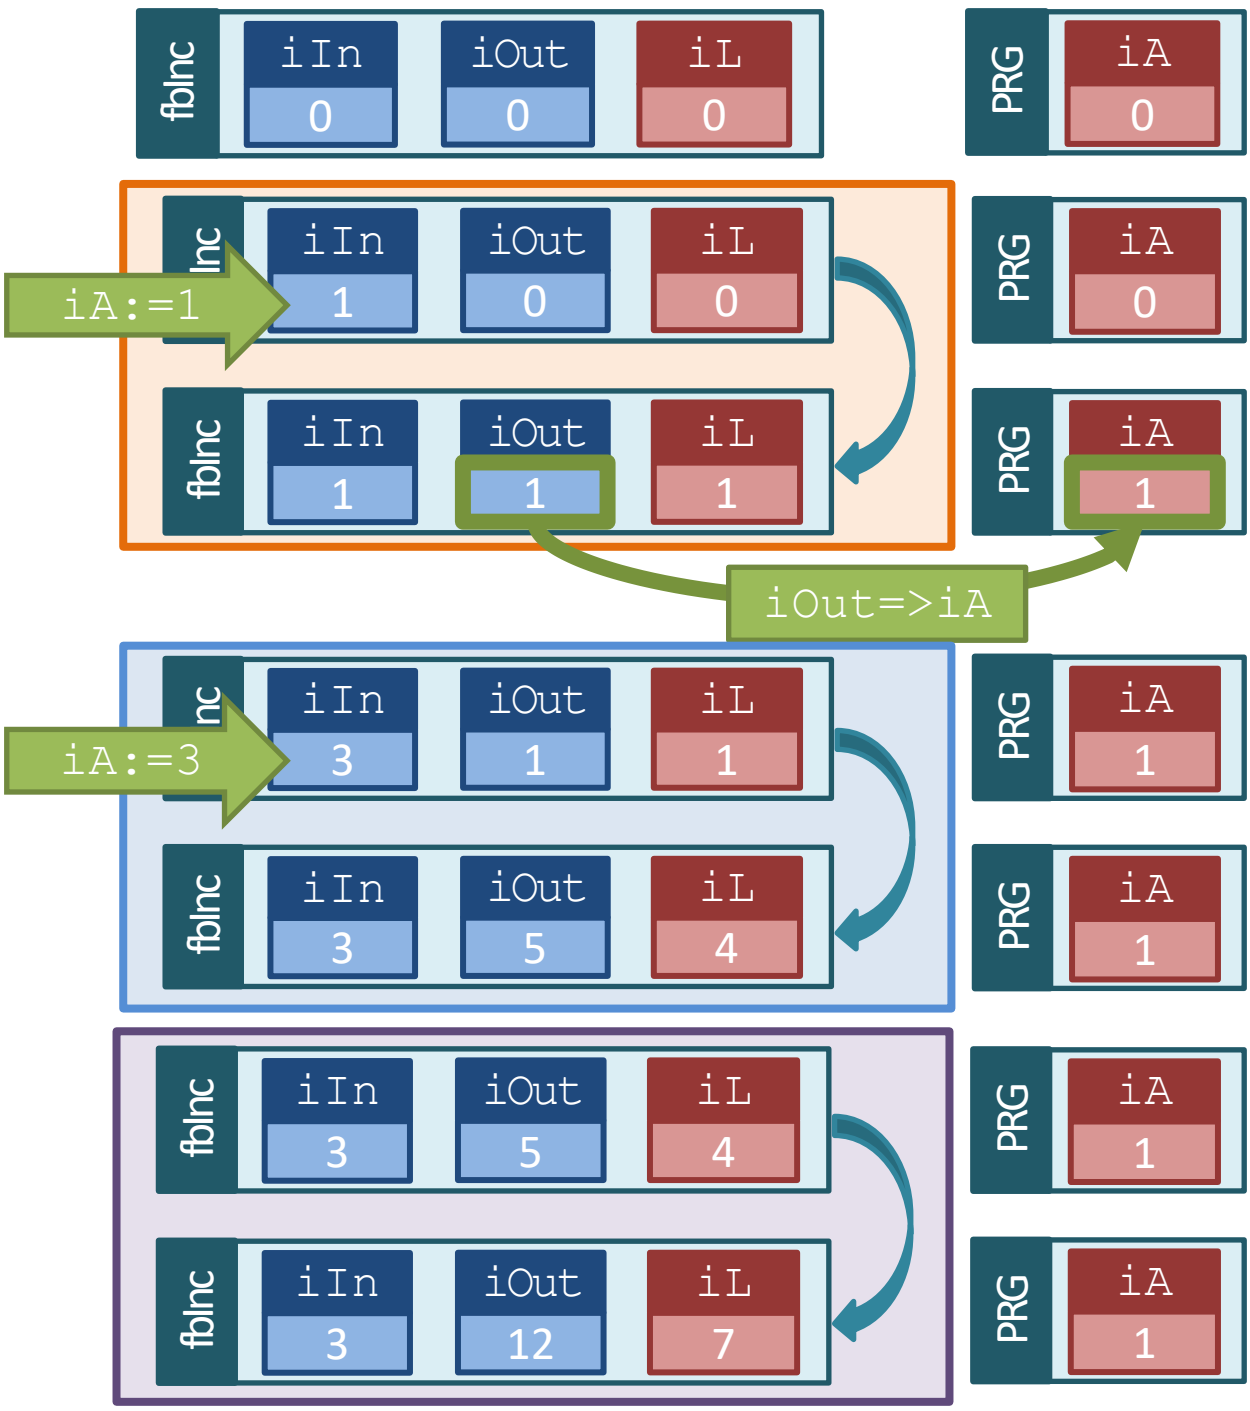 fbInc iIn iOut iL PRG iA
0 0 0 0
Inc iIn iOut iL PRG iA
iA:=1 1 0 0 0
fbInc iIn iOut iL PRG iA
1 1 1 1
iOut=>iA
nc iIn iOut iL PRG iA
iA:=3 3 1 1 1
fbInc iIn iOut iL PRG iA
3 5 4 1
fbInc iIn iOut iL PRG iA
3 5 4 1
fbInc iIn iOut iL PRG iA
3 12 7 1